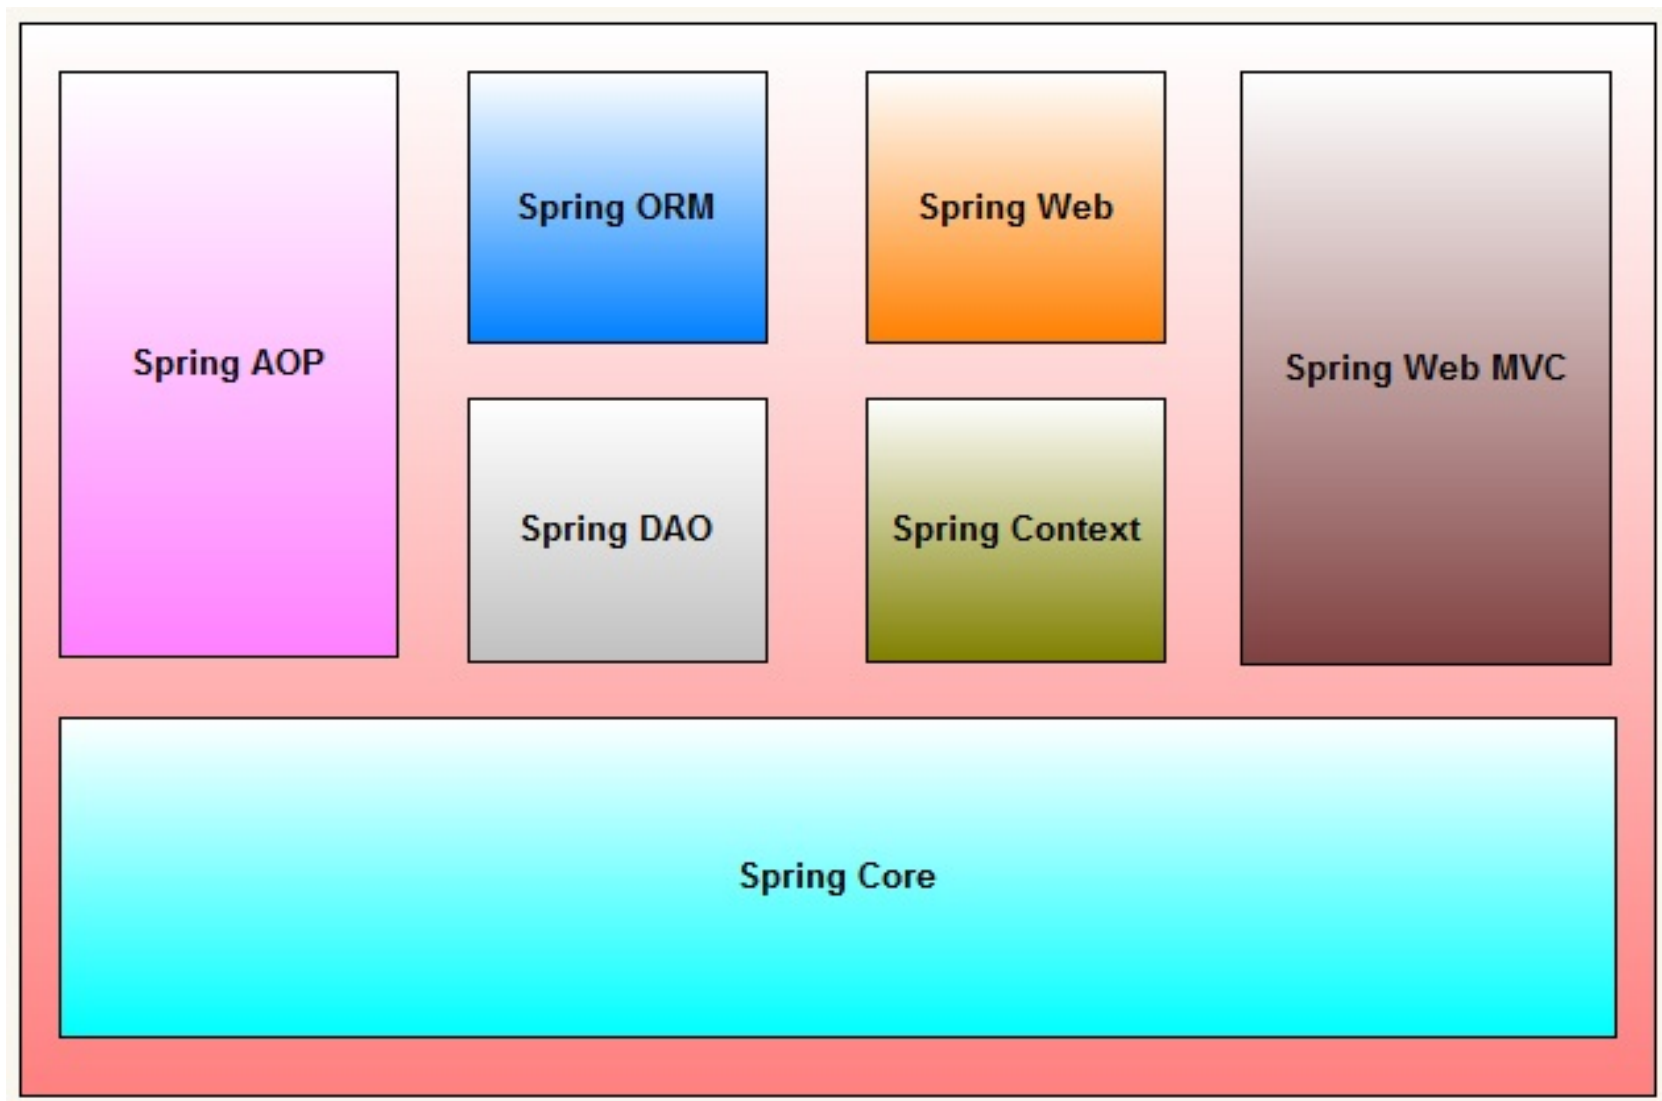 Spring ORM
Spring Web
Spring AOP
Spring Web MVC
Spring DAO
Spring Context
Spring Core